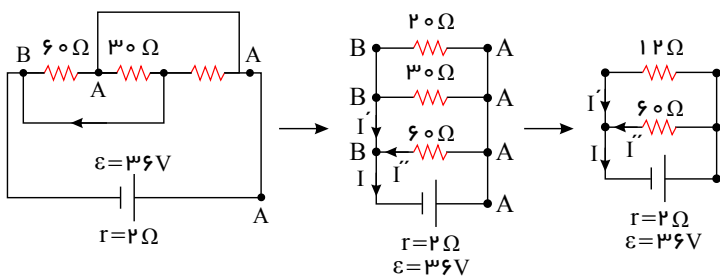 B ۶۰Ω ۳۰Ω A
A
ε=۳۶V
r=۲Ω
A
۲۰Ω
B A
۳۰Ω
B A
I′ ۶۰Ω
B A
I I″
r=۲Ω
ε=۳۶V
۱۲Ω
I′ ۶۰Ω
I I″
r=۲Ω
ε=۳۶V